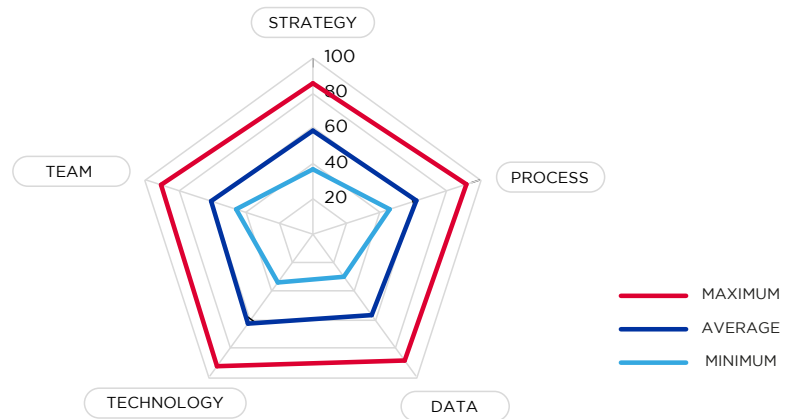 STRATEGY
100
80
60
40
20
TEAM
PROCESS
TECHNOLOGY
DATA
MAXIMUM
AVERAGE
MINIMUM